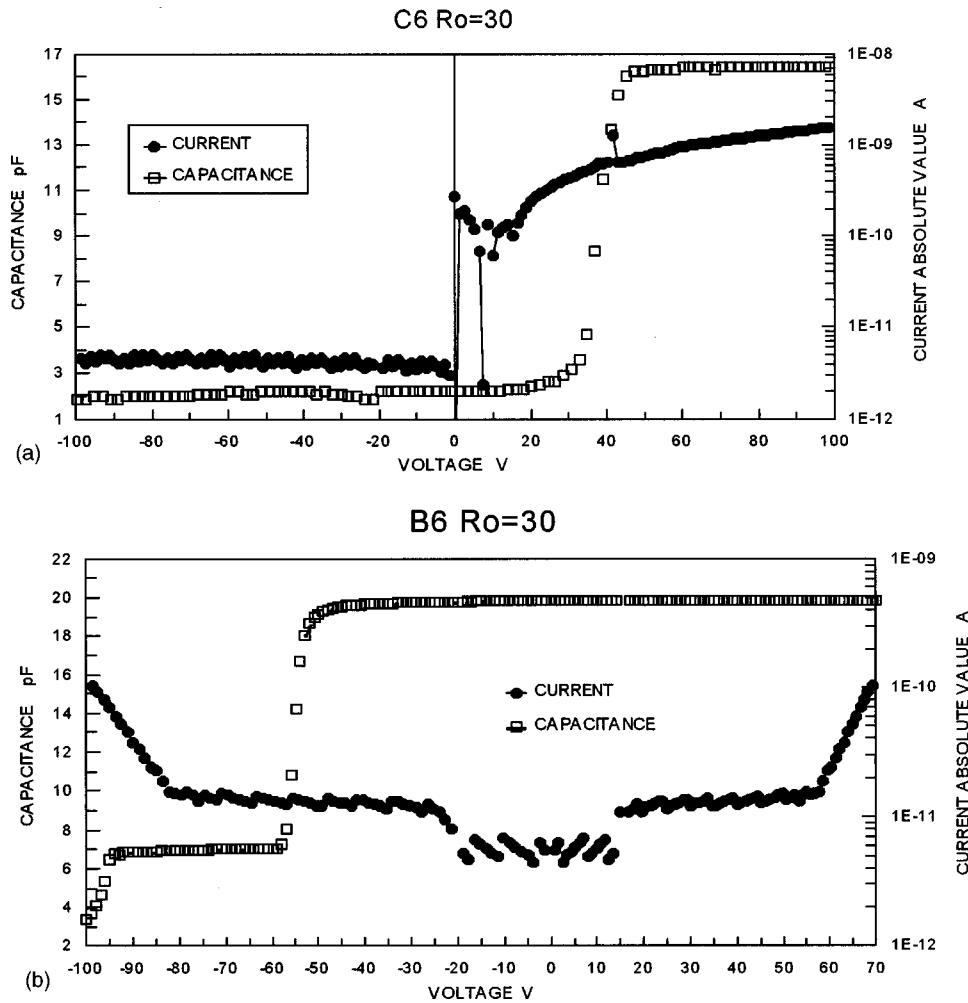 C6 Ro=30
17
15
13
11
9
7
5
3
1
CAPACITANCE pF
CURRENT
CAPACITANCE
1E-08
1E-09
1E-10
1E-11
1E-12
CURRENT ABSOLUTE VALUE A
-100 -80 -60 -40 -20 0 20 40 60 80 100
VOLTAGE V
(a)
B6 Ro=30
22
20
18
16
14
12
10
8
6
4
2
CAPACITANCE pF
CURRENT
CAPACITANCE
1E-09
1E-10
1E-11
1E-12
CURRENT ABSOLUTE VALUE A
-100 -90 -80 -70 -60 -50 -40 -30 -20 -10 0 10 20 30 40 50 60 70
VOLTAGE V
(b)